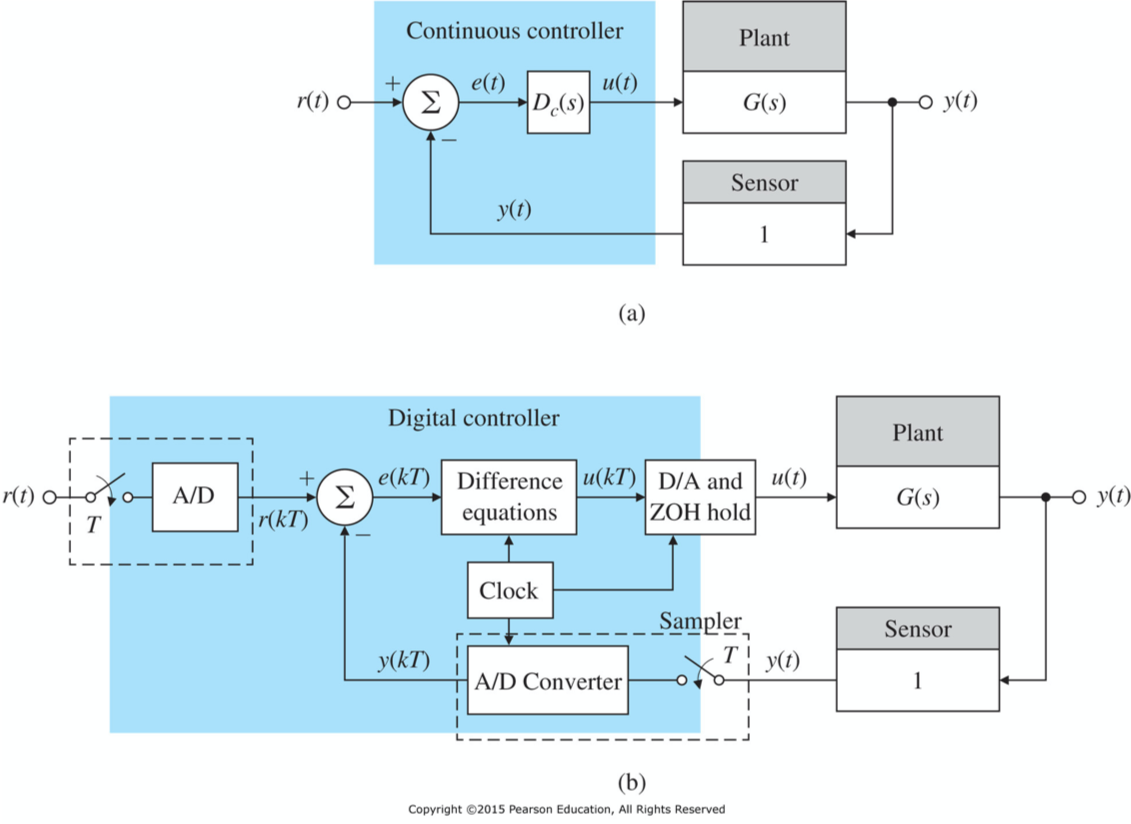 Continuous controller
Plant
r(t)
+
Σ
e(t)
D_c(s)
u(t)
G(s)
y(t)
−
Sensor
y(t)
1
(a)
Digital controller
Plant
r(t)
T
A/D
r(kT)
+
Σ
−
e(kT)
Difference
equations
u(kT)
D/A and
ZOH hold
u(t)
G(s)
y(t)
Clock
Sampler
Sensor
y(kT)
A/D Converter
T
y(t)
1
(b)
Copyright ©2015 Pearson Education, All Rights Reserved